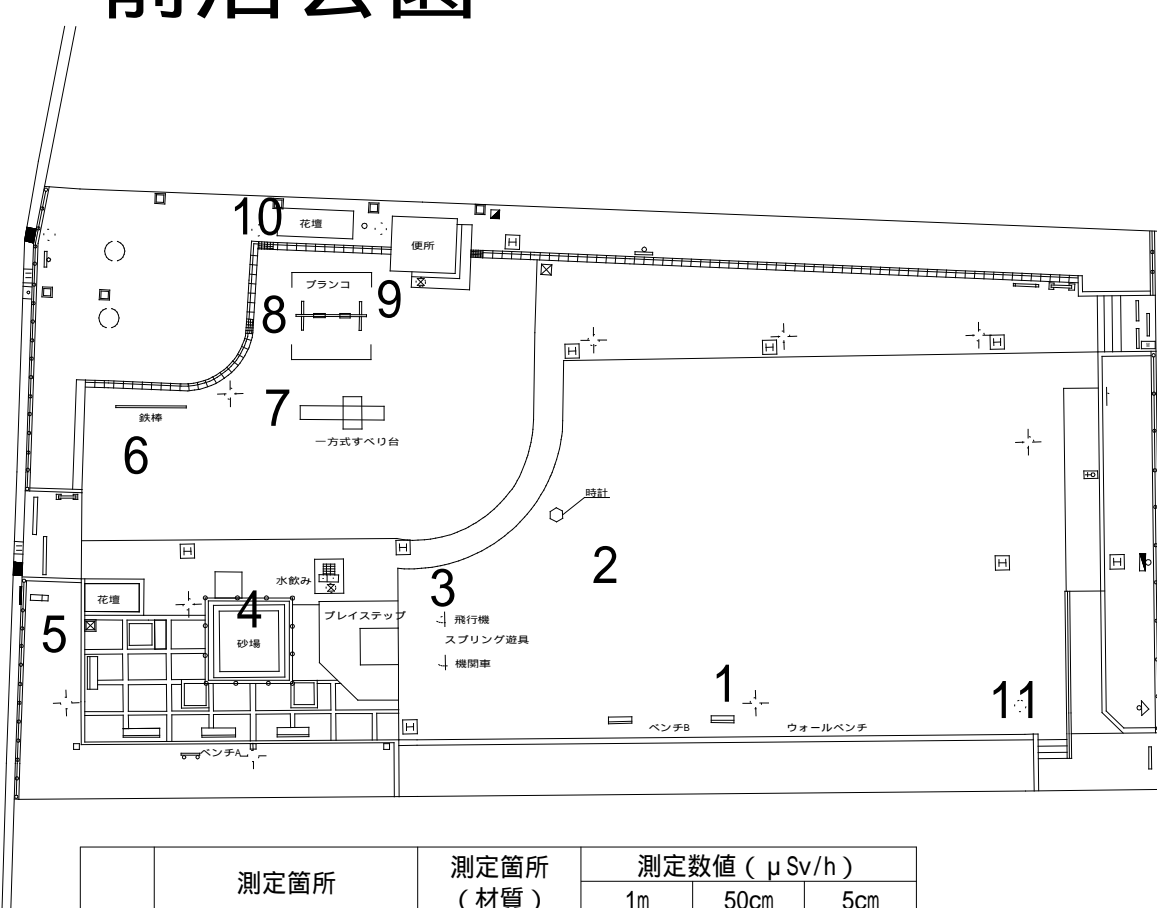 10
花壇
便所
ブランコ
9
8
7
鉄棒
一方式すべり台
6
時計
2
水飲み
3
花壇
4
プレイステップ
飛行機
5
砂場
スプリング遊具
機関車
1
11
ベンチB
ウォールベンチ
ベンチA
測定箇所
測定箇所
(材質)
測定数値(μSv/h)
1m
50cm
5cm